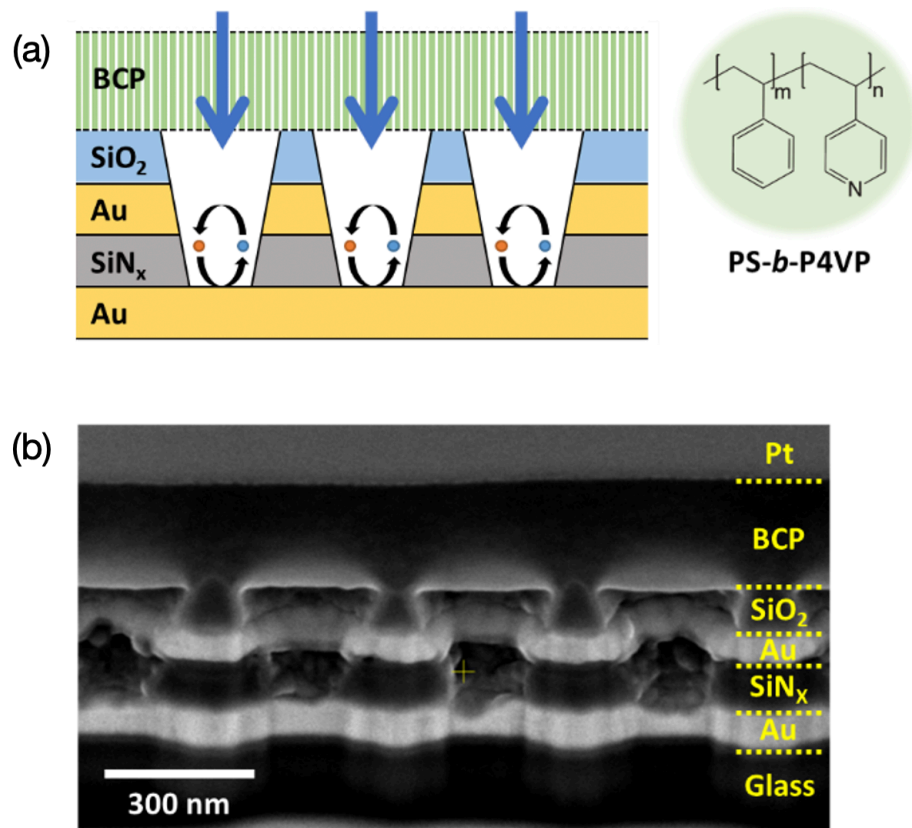 (a)
BCP
SiO₂
Au
SiNₓ
Au
m
n
N
PS-b-P4VP
(b)
Pt
BCP
SiO₂
Au
SiNX
Au
Glass
300 nm